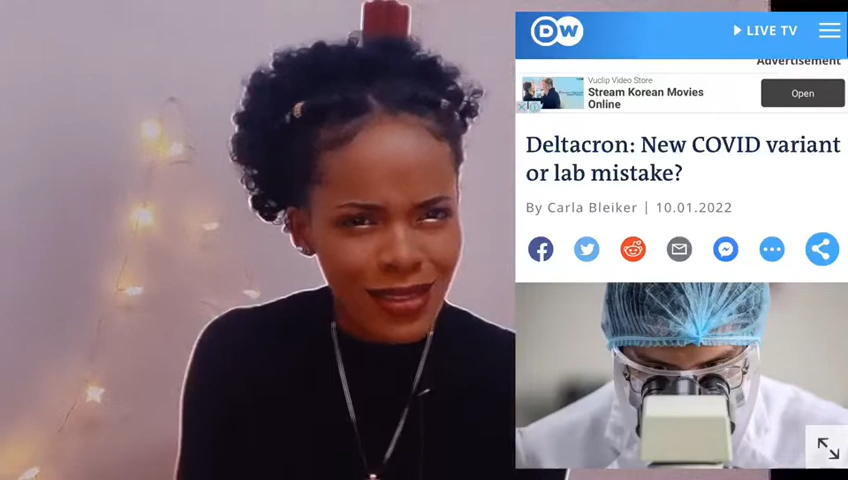 DW
LIVE TV
Advertisement
Vuclip Video Store
Stream Korean Movies
Online
Open
Deltacron: New COVID variant
or lab mistake?
By Carla Bleiker | 10.01.2022